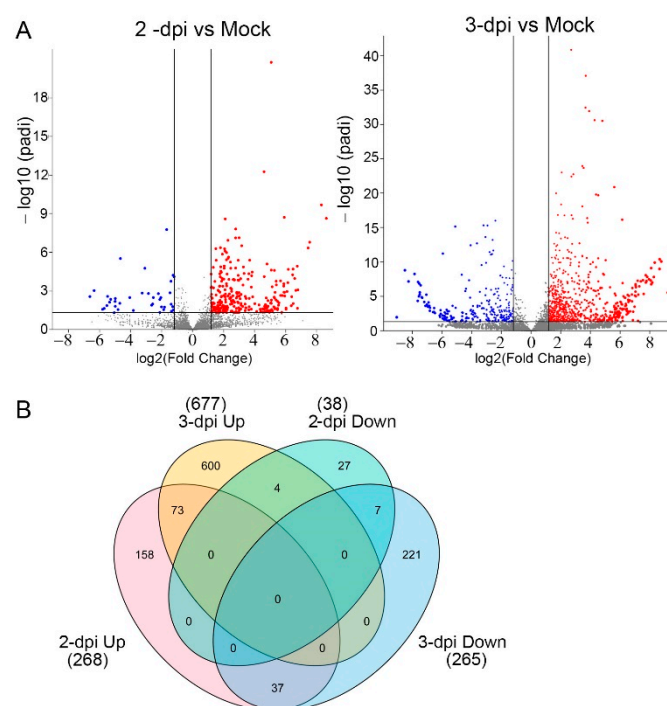 A
2 -dpi vs Mock
3-dpi vs Mock
− log10 (padi)
18
15
12
9
6
3
0
−8 −6 −4 −2 0 2 4 6 8
log2(Fold Change)
− log10 (padi)
40
35
30
25
20
15
10
5
0
−8 −6 −4 −2 0 2 4 6 8
log2(Fold Change)
B
(677)
3-dpi Up
(38)
2-dpi Down
600
27
4
73
7
158
0
0
221
0
0
0
0
0
37
2-dpi Up
(268)
3-dpi Down
(265)